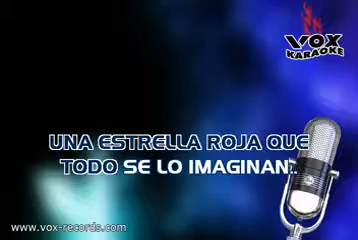 VOX
KARAOKE
UNA ESTRELLA ROJA QUE
TODO SE LO IMAGINAN..
www.vox-records.com